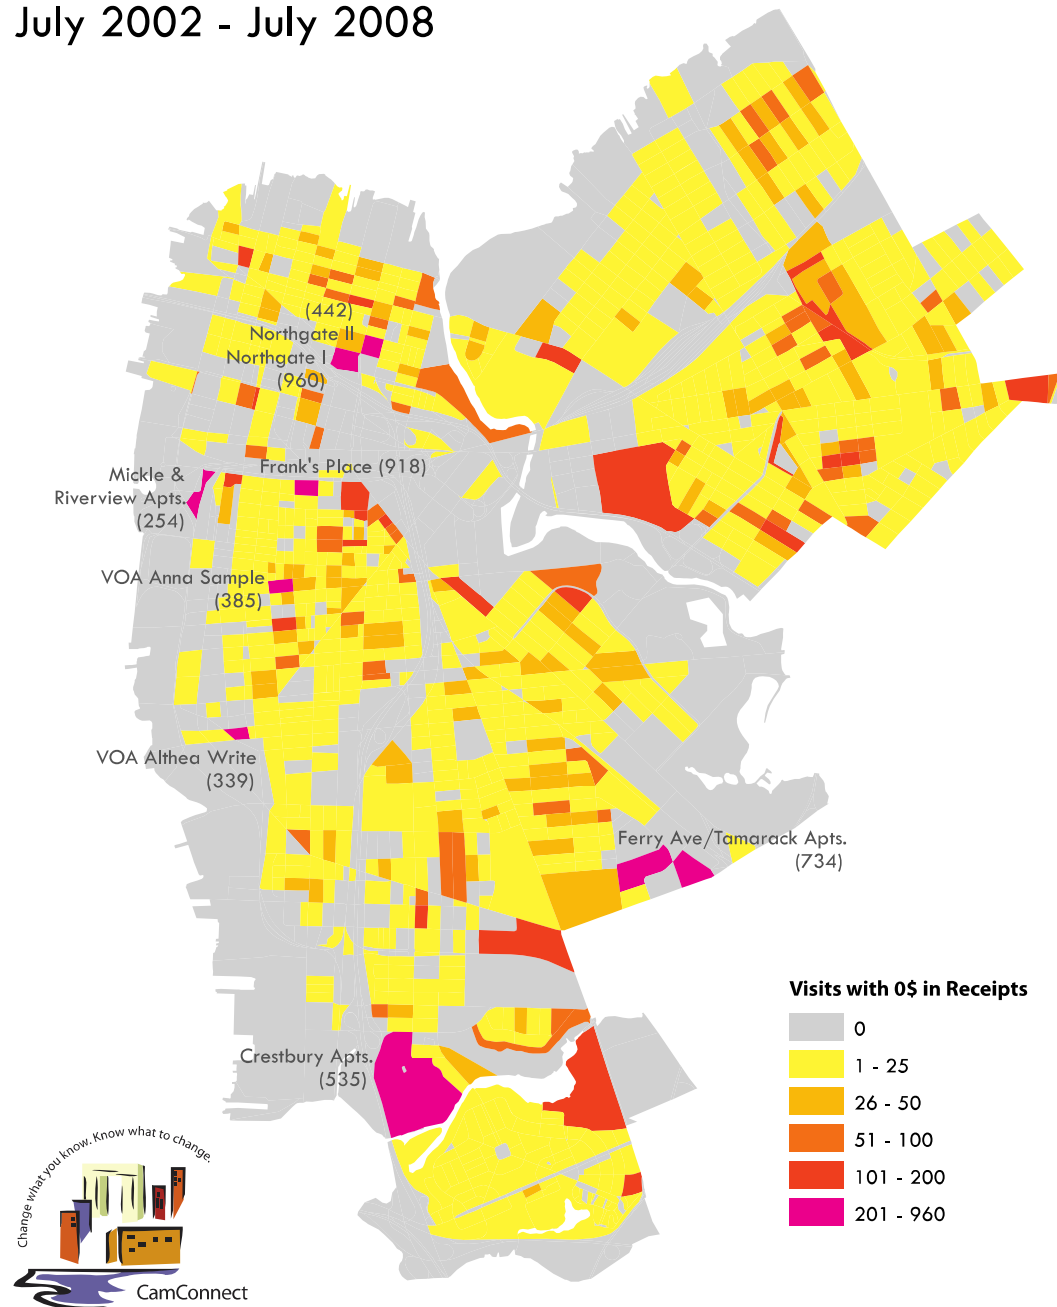 July 2002 - July 2008
(442)
Northgate II
Northgate I
(960)
Frank's Place (918)
Mickle &
Riverview Apts.
(254)
VOA Anna Sample
(385)
VOA Althea Write
(339)
Ferry Ave/Tamarack Apts.
(734)
Crestbury Apts.
(535)
Visits with 0$ in Receipts
0
1 - 25
26 - 50
51 - 100
101 - 200
201 - 960
Change what you know. Know what to change.
CamConnect